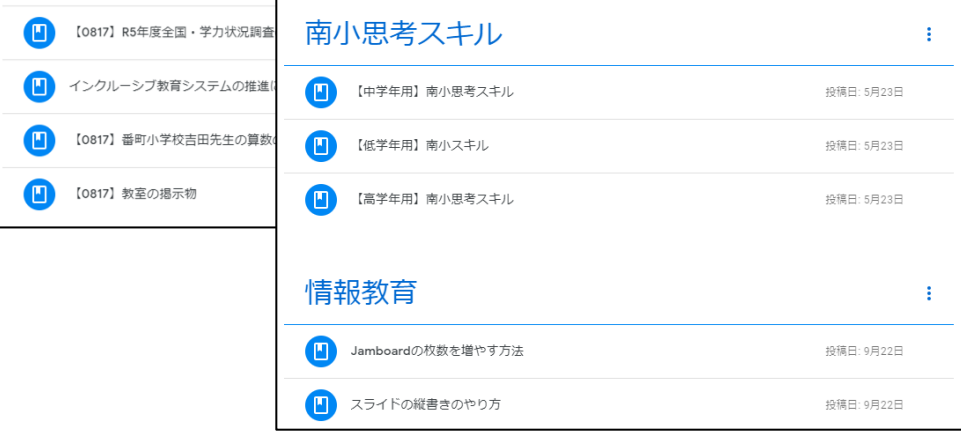 【0817】R5年度全国・学力状況調査
インクルーシブ教育システムの推進に
【0817】番町小学校吉田先生の算数の
【0817】教室の掲示物
南小思考スキル
【中学年用】南小思考スキル 投稿日: 5月23日
【低学年用】南小スキル 投稿日: 5月23日
【高学年用】南小思考スキル 投稿日: 5月23日
情報教育
Jamboardの枚数を増やす方法 投稿日: 9月22日
スライドの縦書きのやり方 投稿日: 9月22日